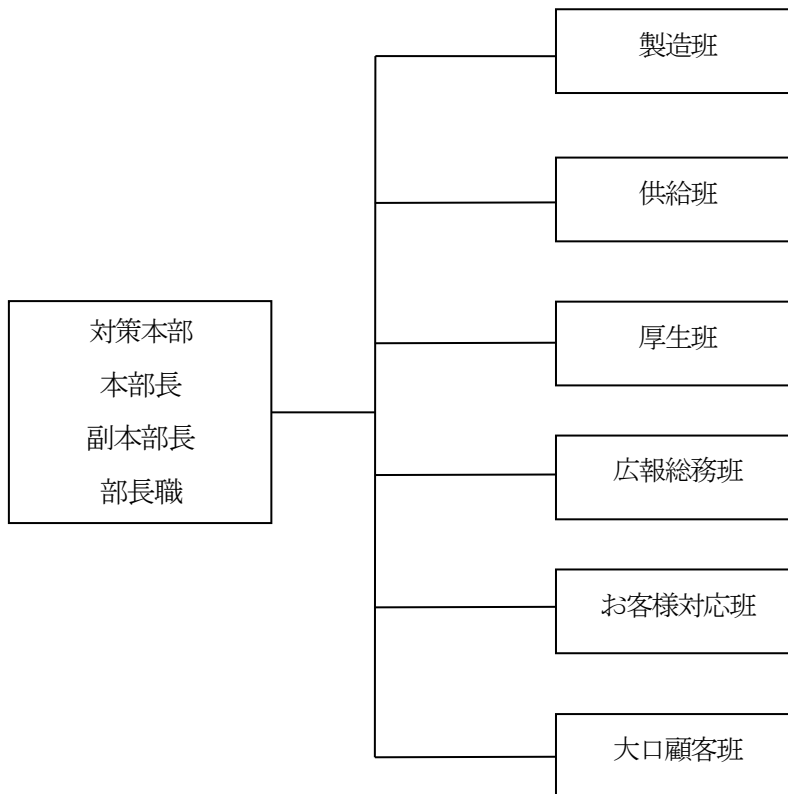 対策本部
本部長
副本部長
部長職
製造班
供給班
厚生班
広報総務班
お客様対応班
大口顧客班